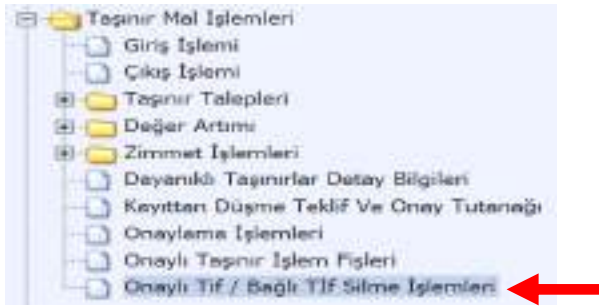 Taşınır Mal İşlemleri
Giriş İşlemi
Çıkış İşlemi
Taşınır Talepleri
Değer Artımı
Zimmet İşlemleri
Dayanıklı Taşınırlar Detay Bilgileri
Kayıttan Düşme Teklif Ve Onay Tutanağı
Onaylama İşlemleri
Onaylı Taşınır İşlem Fişleri
Onaylı Tif / Bağlı Tİf Silme İşlemleri